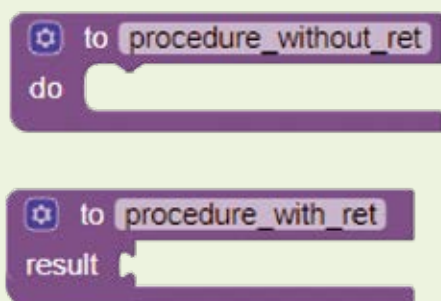 to procedure_without_ret
do
to procedure_with_ret
result